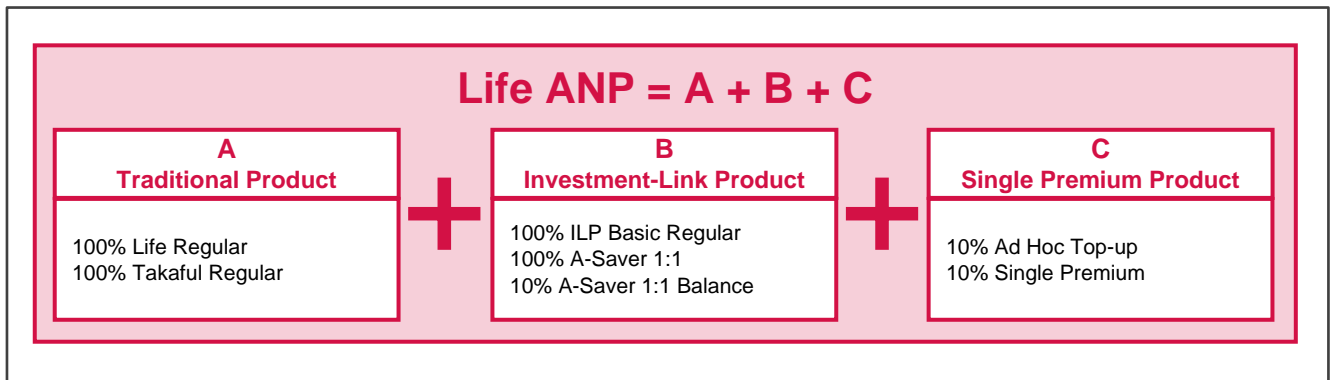 Life ANP = A + B + C
A
Traditional Product
100% Life Regular
100% Takaful Regular
+
B
Investment-Link Product
100% ILP Basic Regular
100% A-Saver 1:1
10% A-Saver 1:1 Balance
+
C
Single Premium Product
10% Ad Hoc Top-up
10% Single Premium